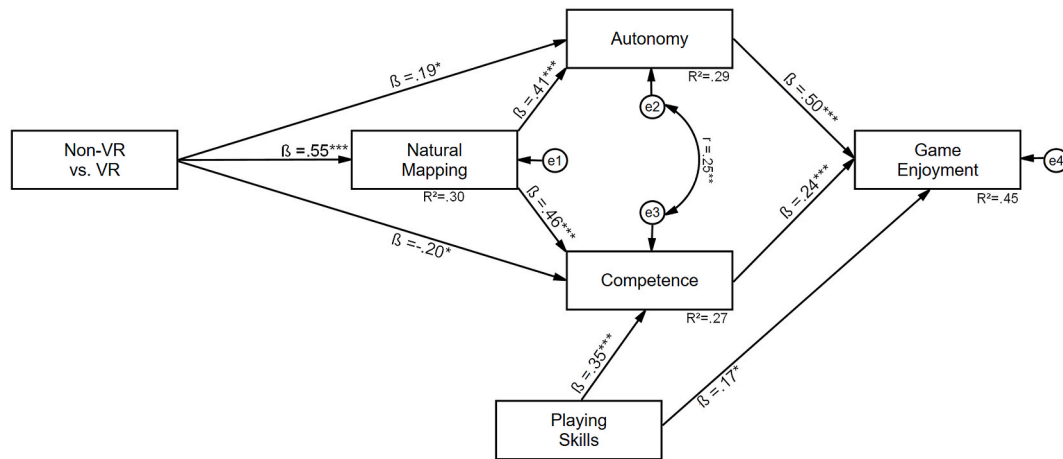 Autonomy
R²=.29
ß =.19*
ß =.41***
e2
ß =.50***
Non-VR
vs. VR
ß =.55***
Natural
Mapping
R²=.30
e1
r =.25**
Game
Enjoyment
R²=.45
e4
ß =.46***
e3
ß =.24***
ß =-.20*
Competence
R²=.27
ß =.35***
ß =.17*
Playing
Skills